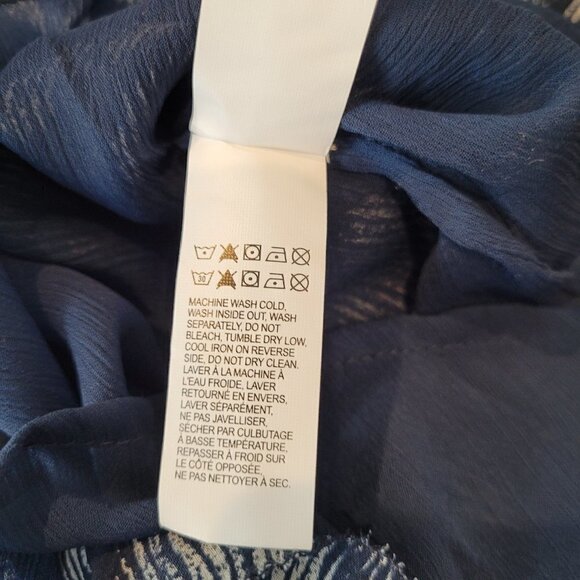 30
MACHINE WASH COLD,
WASH INSIDE OUT, WASH
SEPARATELY, DO NOT
BLEACH, TUMBLE DRY LOW,
COOL IRON ON REVERSE
SIDE, DO NOT DRY CLEAN.
LAVER À LA MACHINE À
L'EAU FROIDE, LAVER
RETOURNÉ EN ENVERS,
LAVER SÉPARÉMENT,
NE PAS JAVELLISER,
SÉCHER PAR CULBUTAGE
À BASSE TEMPÉRATURE,
REPASSER À FROID SUR
LE CÔTÉ OPPOSÉE,
NE PAS NETTOYER À SEC.